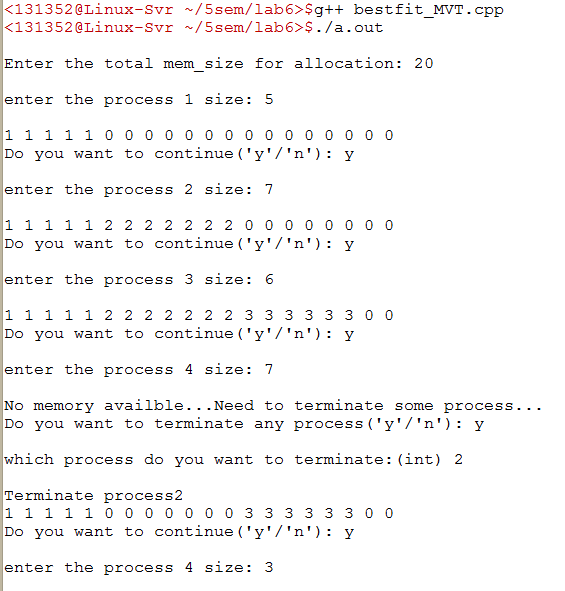 <131352@Linux-Svr ~/5sem/lab6>$g++ bestfit_MVT.cpp
<131352@Linux-Svr ~/5sem/lab6>$./a.out
Enter the total mem_size for allocation: 20
enter the process 1 size: 5
1 1 1 1 1 0 0 0 0 0 0 0 0 0 0 0 0 0 0 0
Do you want to continue('y'/'n'): y
enter the process 2 size: 7
1 1 1 1 1 2 2 2 2 2 2 2 0 0 0 0 0 0 0 0
Do you want to continue('y'/'n'): y
enter the process 3 size: 6
1 1 1 1 1 2 2 2 2 2 2 2 3 3 3 3 3 3 0 0
Do you want to continue('y'/'n'): y
enter the process 4 size: 7
No memory availble...Need to terminate some process...
Do you want to terminate any process('y'/'n'): y
which process do you want to terminate:(int) 2
Terminate process2
1 1 1 1 1 0 0 0 0 0 0 0 3 3 3 3 3 3 0 0
Do you want to continue('y'/'n'): y
enter the process 4 size: 3